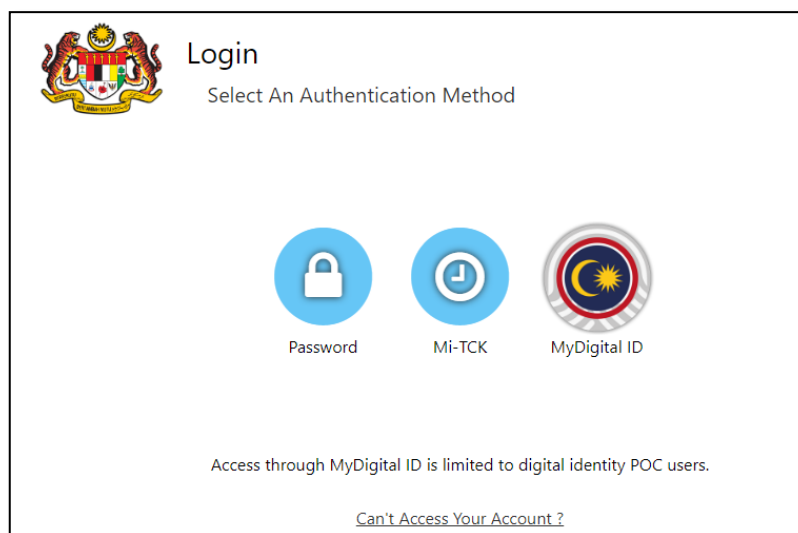 Login
Select An Authentication Method
Password
Mi-TCK
MyDigital ID
Access through MyDigital ID is limited to digital identity POC users.
Can't Access Your Account ?